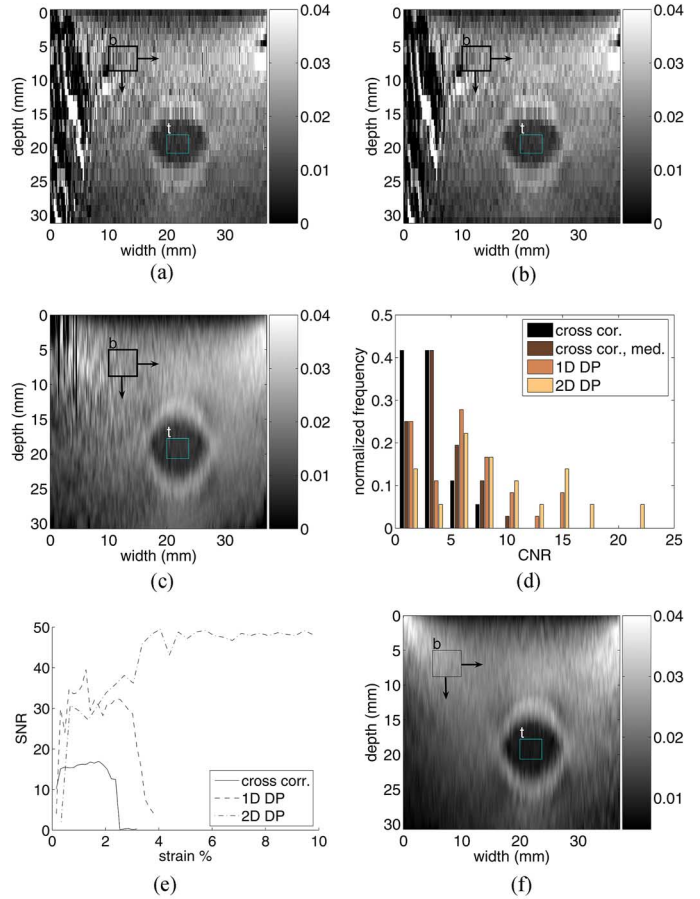 0 0.04
b
5
10 0.03
depth (mm)
15
t
0.02
20
25 0.01
30
0
0 10 20 30
width (mm)
(a)
0 0.04
b
5
10 0.03
depth (mm)
15
t
0.02
20
25 0.01
30
0
0 10 20 30
width (mm)
(b)
0 0.04
b
5
10 0.03
depth (mm)
15
t
0.02
20
25 0.01
30
0
0 10 20 30
width (mm)
(c)
0.5
cross cor.
0.4
cross cor., med.
1D DP
2D DP
0.3
normalized frequency
0.2
0.1
0
0 5 10 15 20 25
CNR
(d)
50
40
30
SNR
20
10
0
cross corr.
1D DP
2D DP
0 2 4 6 8 10
strain %
(e)
0 0.04
b
5
10 0.03
depth (mm)
15
t
0.02
20
25 0.01
30
0 10 20 30
width (mm)
(f)